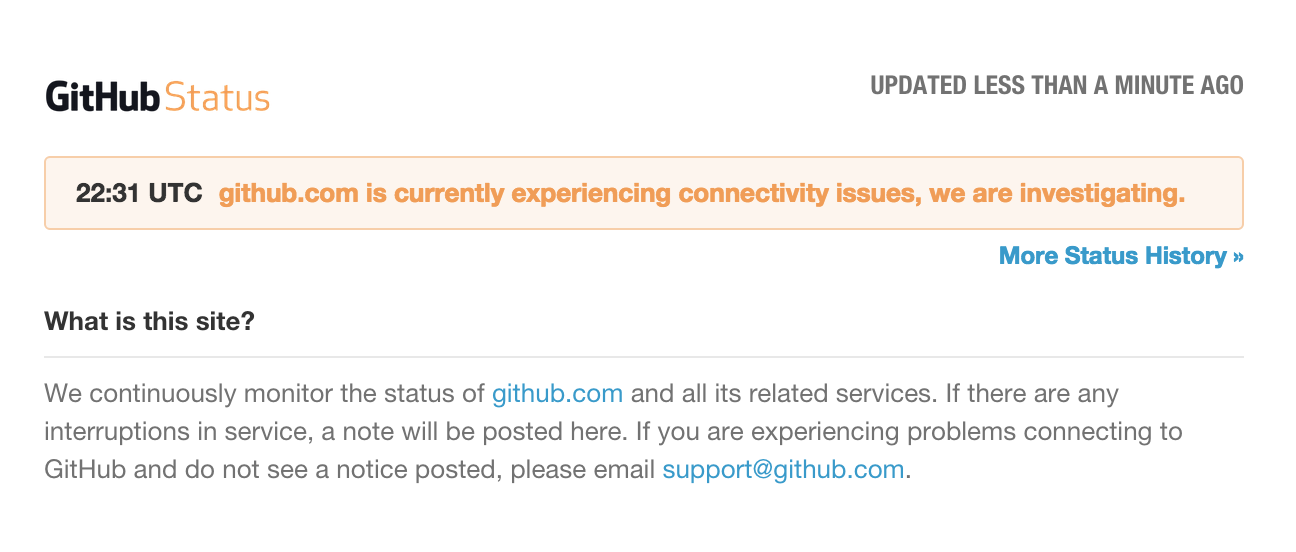 GitHub Status
UPDATED LESS THAN A MINUTE AGO
22:31 UTC github.com is currently experiencing connectivity issues, we are investigating.
More Status History »
What is this site?
We continuously monitor the status of github.com and all its related services. If there are any
interruptions in service, a note will be posted here. If you are experiencing problems connecting to
GitHub and do not see a notice posted, please email support@github.com.